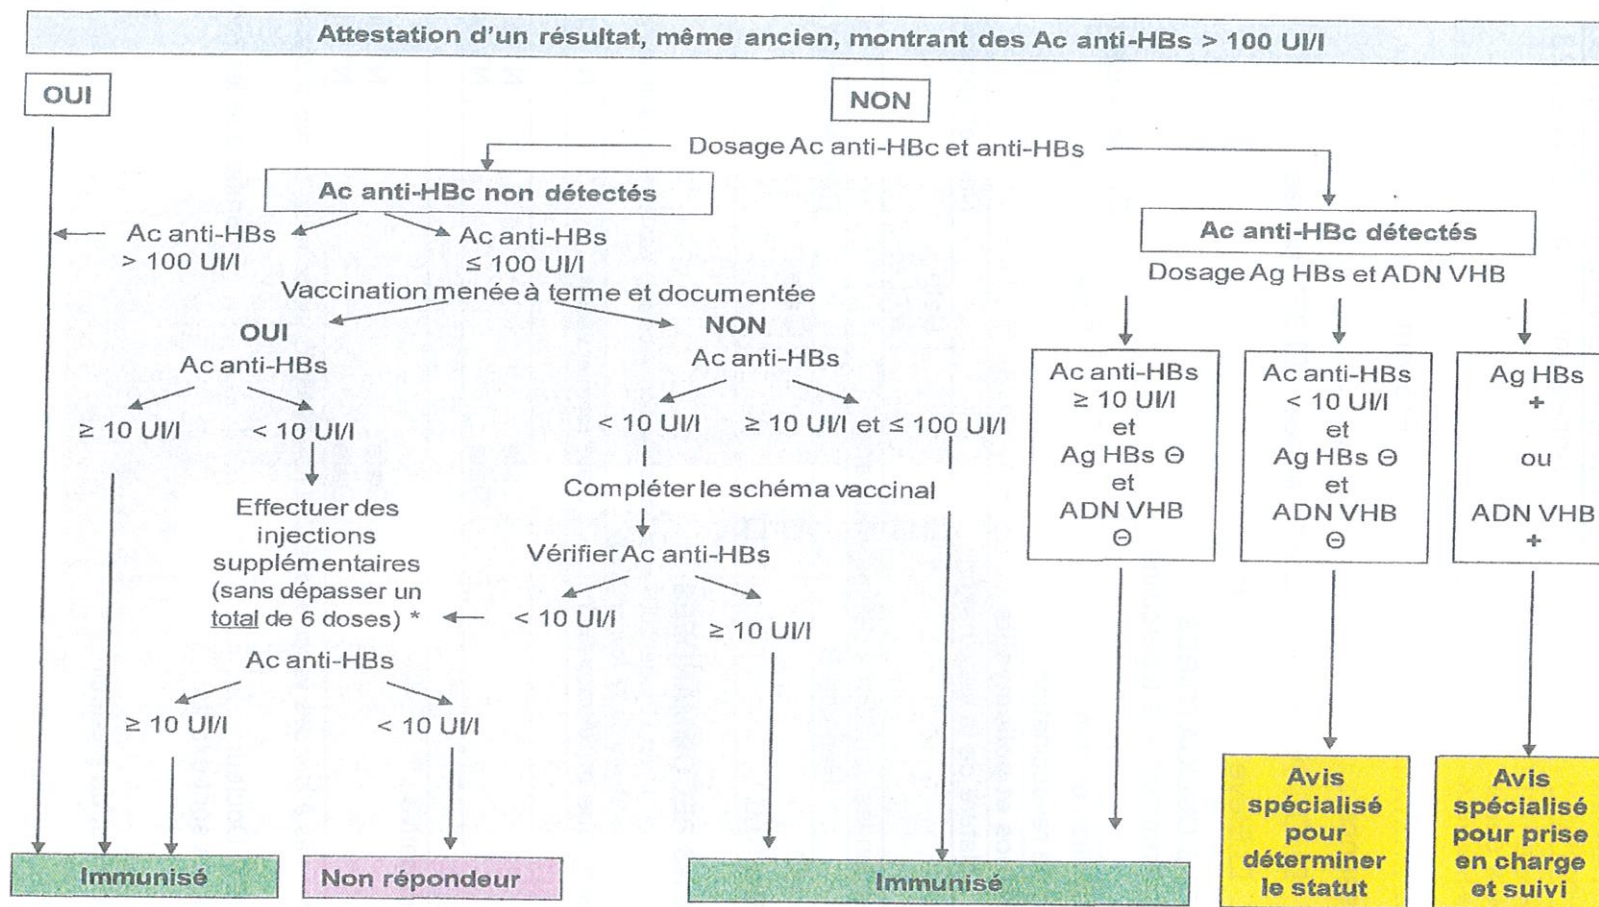 Attestation d'un résultat, même ancien, montrant des Ac anti-HBs > 100 UI/l
OUI
NON
Dosage Ac anti-HBc et anti-HBs
Ac anti-HBc non détectés
Ac anti-HBs
> 100 UI/l
Ac anti-HBs
≤ 100 UI/l
Vaccination menée à terme et documentée
OUI
Ac anti-HBs
≥ 10 UI/l
< 10 UI/l
Effectuer des
injections
supplémentaires
(sans dépasser un
total de 6 doses) *
Ac anti-HBs
≥ 10 UI/l
< 10 UI/l
NON
Ac anti-HBs
< 10 UI/l
≥ 10 UI/l et ≤ 100 UI/l
Compléter le schéma vaccinal
Vérifier Ac anti-HBs
< 10 UI/l
≥ 10 UI/l
Ac anti-HBc détectés
Dosage Ag HBs et ADN VHB
Ac anti-HBs
≥ 10 UI/l
et
Ag HBs Θ
et
ADN VHB
Θ
Ac anti-HBs
< 10 UI/l
et
Ag HBs Θ
et
ADN VHB
Θ
Ag HBs
+
ou
ADN VHB
+
Immunisé
Non répondeur
Immunisé
Avis
spécialisé
pour
déterminer
le statut
Avis
spécialisé
pour prise
en charge
et suivi